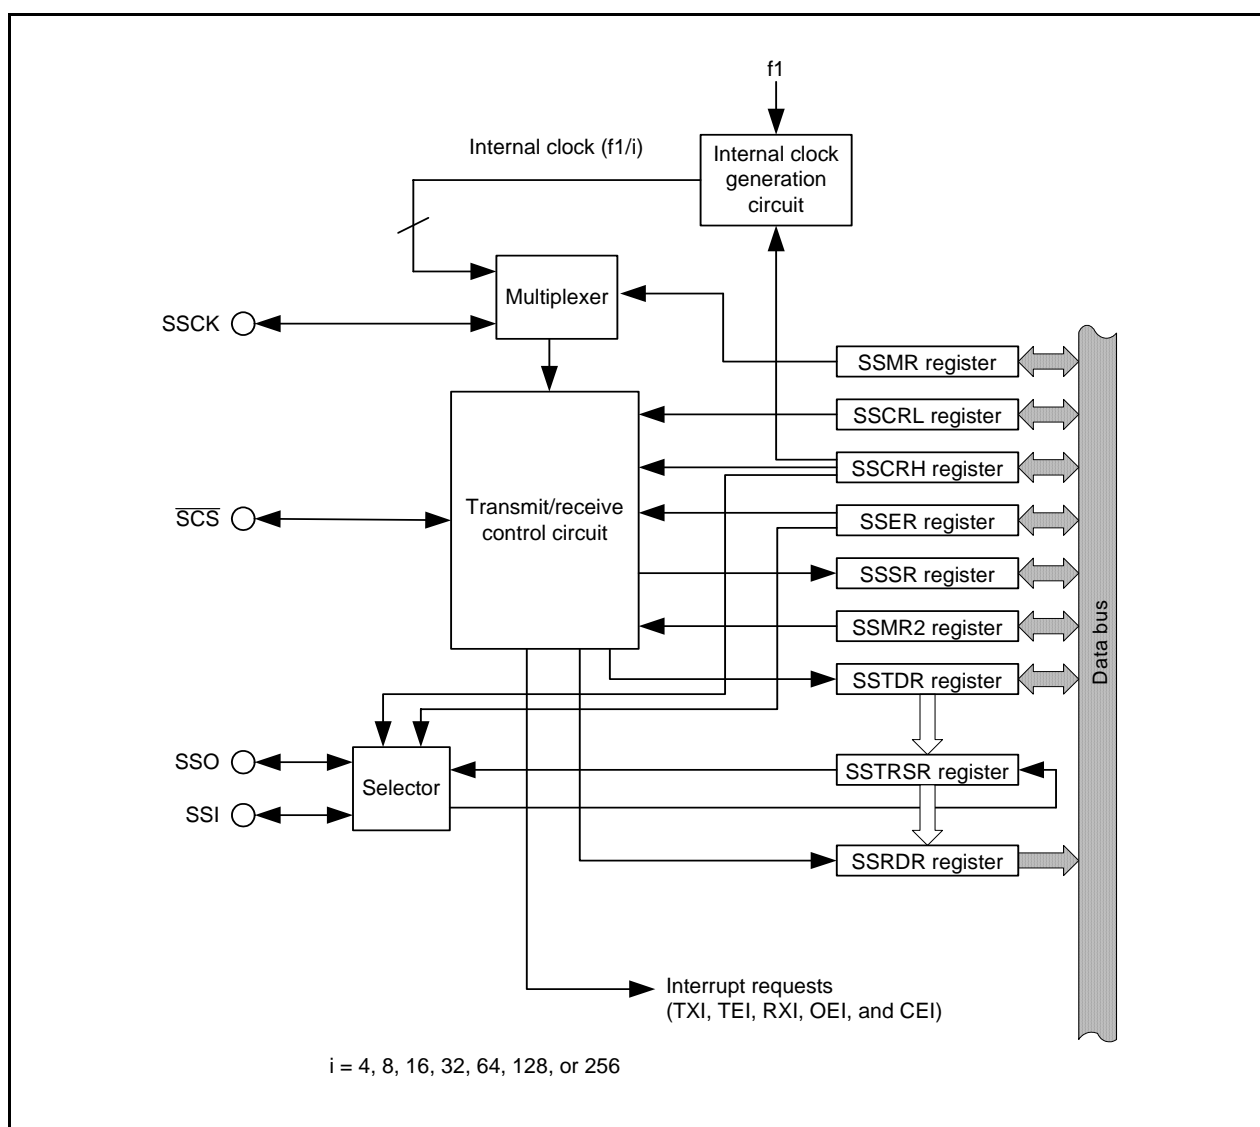 f1
Internal clock (f1/i)
Internal clock
generation
circuit
Multiplexer
SSCK
SSMR register
SSCRL register
SSCRH register
Transmit/receive
control circuit
SCS
SSER register
SSSR register
SSMR2 register
Data bus
SSTDR register
SSO
SSTRSR register
Selector
SSI
SSRDR register
Interrupt requests
(TXI, TEI, RXI, OEI, and CEI)
i = 4, 8, 16, 32, 64, 128, or 256